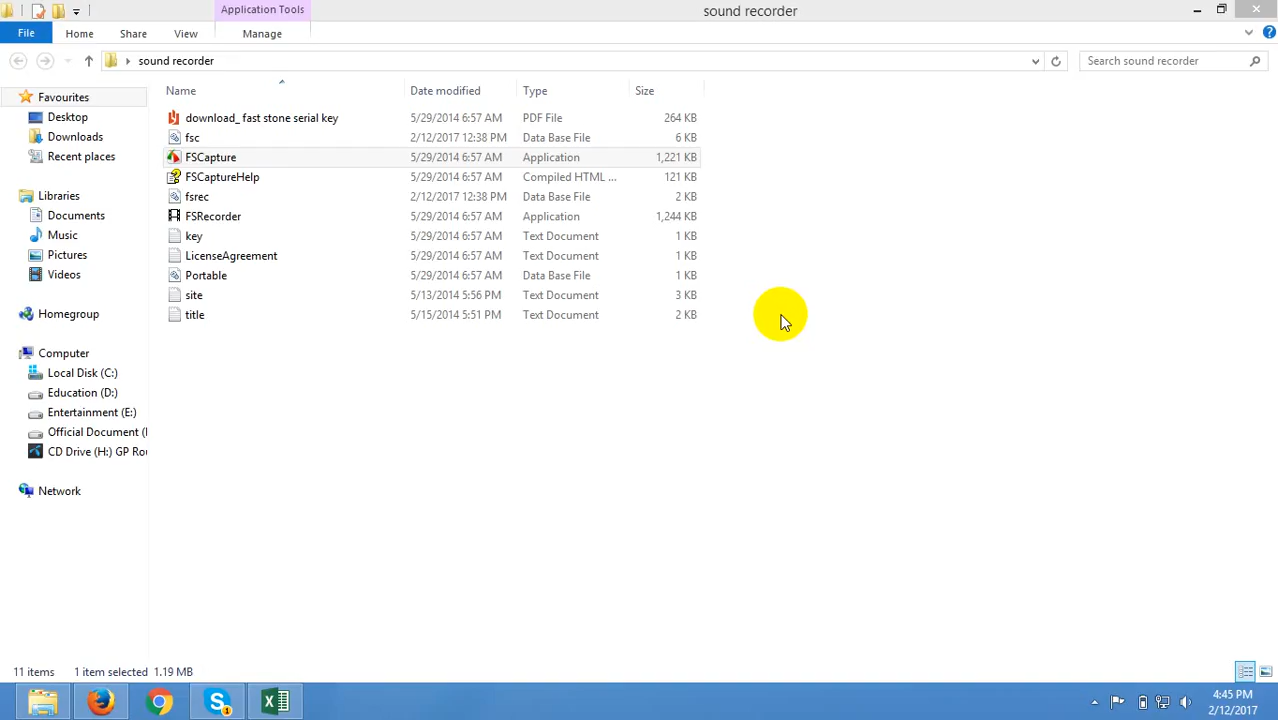 Application Tools
sound recorder
File Home Share View Manage
sound recorder
Search sound recorder
Name Date modified Type Size
Favourites
Desktop
Downloads
Recent places
Libraries
Documents
Music
Pictures
Videos
Homegroup
Computer
Local Disk (C:)
Education (D:)
Entertainment (E:)
Official Document (
CD Drive (H:) GP Ro
Network
download_ fast stone serial key 5/29/2014 6:57 AM PDF File 264 KB
fsc 2/12/2017 12:38 PM Data Base File 6 KB
FSCapture 5/29/2014 6:57 AM Application 1,221 KB
FSCaptureHelp 5/29/2014 6:57 AM Compiled HTML ... 121 KB
fsrec 2/12/2017 12:38 PM Data Base File 2 KB
FSRecorder 5/29/2014 6:57 AM Application 1,244 KB
key 5/29/2014 6:57 AM Text Document 1 KB
LicenseAgreement 5/29/2014 6:57 AM Text Document 1 KB
Portable 5/29/2014 6:57 AM Data Base File 1 KB
site 5/13/2014 5:56 PM Text Document 3 KB
title 5/15/2014 5:51 PM Text Document 2 KB
11 items 1 item selected 1.19 MB
4:45 PM
2/12/2017